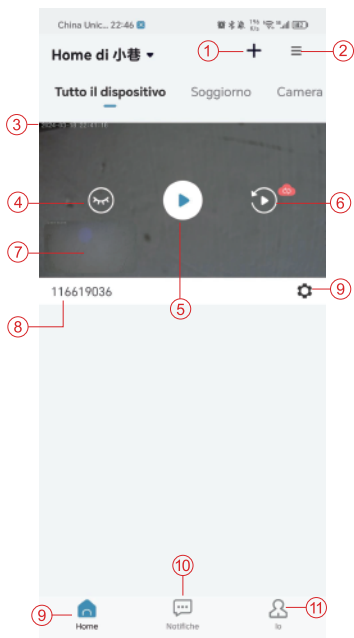 China Unic... 22:46
Home di 小巷
① ②
Tutto il dispositivo Soggiorno Camera
③
④ ⑥
⑦ ⑤
116619036 ⑨
⑧
⑩
⑨ ⑪
Home Notifiche Io